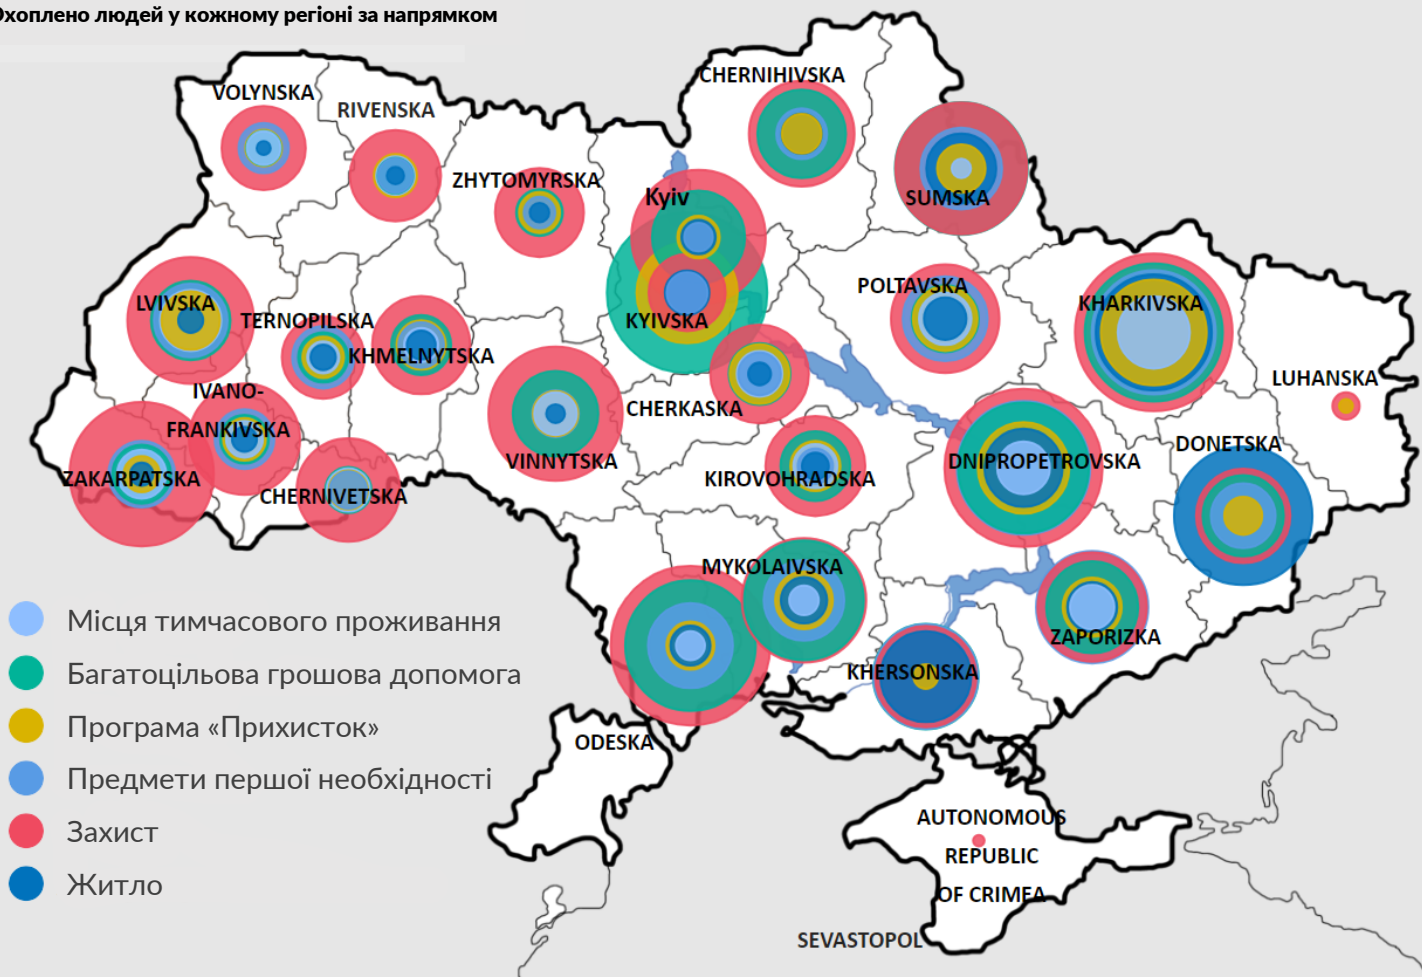 Охоплено людей у кожному регіоні за напрямком
CHERNIHIVSKA
VOLYNSKA
RIVENSKA
ZHYTOMYRSKA
Kyiv
SUMSKA
POLTAVSKA
LVIVSKA
KHARKIVSKA
TERNOPILSKA
KYIVSKA
KHMELNYTSKA
LUHANSKA
IVANO-
FRANKIVSKA
CHERKASKA
DONETSKA
VINNYTSKA
DNIPROPETROVSKA
ZAKARPATSKA
KIROVOHRADSKA
CHERNIVETSKA
MYKOLAIVSKA
ZAPORIZKA
KHERSONSKA
ODESKA
AUTONOMOUS
REPUBLIC
OF CRIMEA
SEVASTOPOL
Місця тимчасового проживання
Багатоцільова грошова допомога
Програма «Прихисток»
Предмети першої необхідності
Захист
Житло